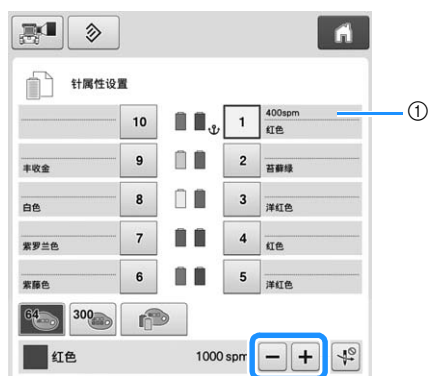 针属性设置
①
10
1
400spm
红色
丰收金
9
2
苔藓绿
白色
8
3
洋红色
紫罗兰色
7
4
红色
紫藤色
6
5
洋红色
64
300
红色
1000 spm
− +